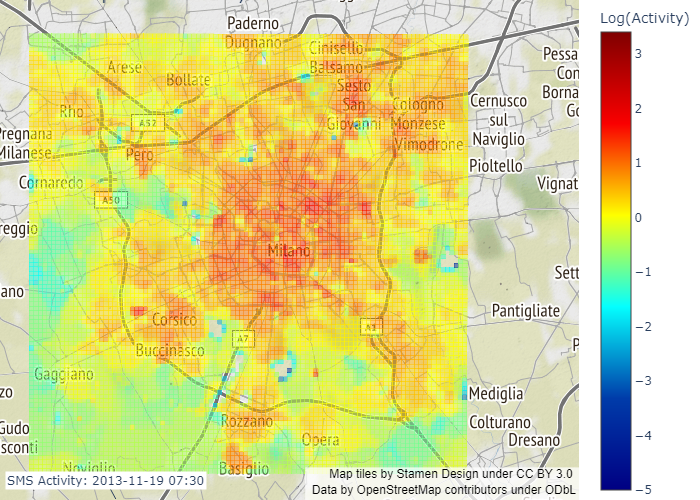 Paderno
Dugnano
Cinisello
Balsamo
Arese
Bollate
Sesto
San
Giovanni
Cologno
Monzese
Rho
A52
Pero
Vimodrone
Cernusco
sul
Naviglio
Pessa
Con
Borna
Go
Pregnana
Milanese
Pioltello
Cornaredo
A50
Vignat
reggio
Milano
Sett
ano
Pantigliate
Corsico
A7
A1
Buccinasco
P
Gaggiano
zo
Mediglia
Rozzano
Colturano
Gudo
sconti
Opera
Dresano
Noviglio
Basiglio
SMS Activity: 2013-11-19 07:30
Map tiles by Stamen Design under CC BY 3.0
Data by OpenStreetMap contributors under ODbL
Log(Activity)
3
2
1
0
−1
−2
−3
−4
−5